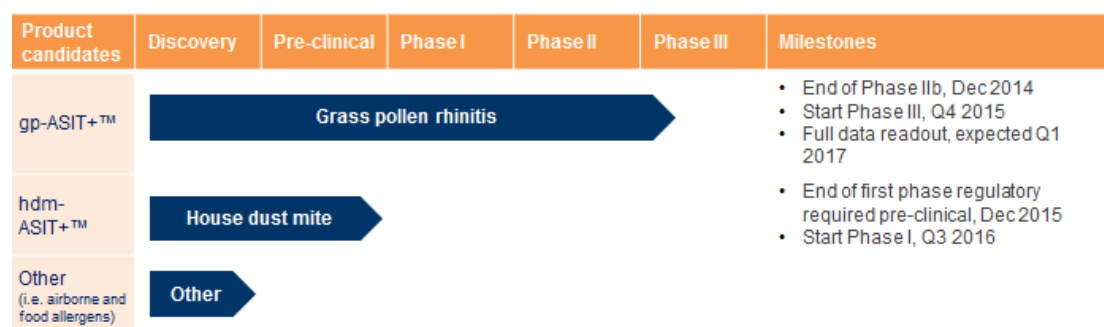 Product
candidates
Discovery
Pre-clinical
Phase I
Phase II
Phase III
Milestones
gp-ASIT+™
Grass pollen rhinitis
• End of Phase IIb, Dec 2014
• Start Phase III, Q4 2015
• Full data readout, expected Q1
2017
hdm-
ASIT+™
House dust mite
• End of first phase regulatory
required pre-clinical, Dec 2015
• Start Phase I, Q3 2016
Other
(i.e. airborne and
food allergens)
Other